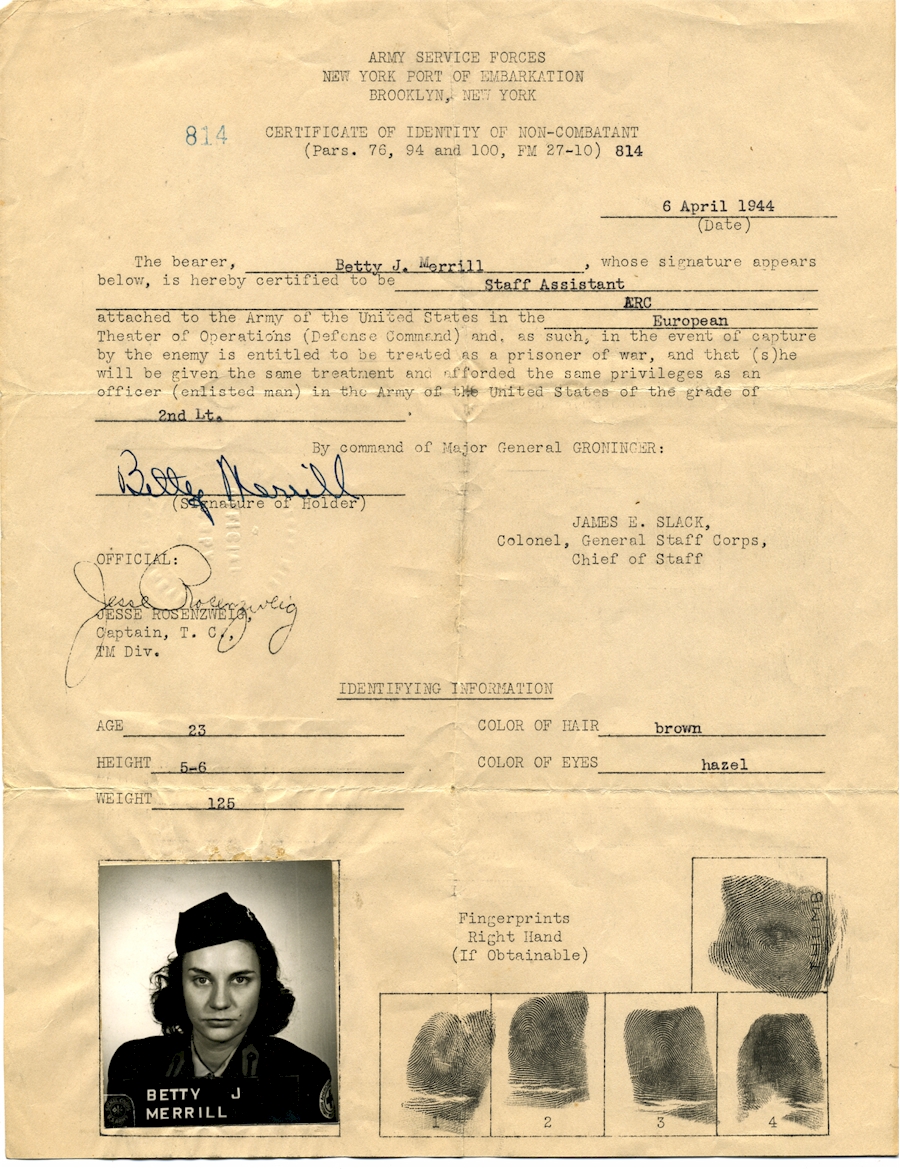 ARMY SERVICE FORCES
NEW YORK PORT OF EMBARKATION
BROOKLYN, NEW YORK
814 CERTIFICATE OF IDENTITY OF NON-COMBATANT
(Pars. 76, 94 and 100, FM 27-10) 814
6 April 1944
(Date)
The bearer, Betty J. Merrill, whose signature appears
below, is hereby certified to be Staff Assistant
ARC
attached to the Army of the United States in the European
Theater of Operations (Defense Command) and, as such, in the event of capture
by the enemy is entitled to be treated as a prisoner of war, and that (s)he
will be given the same treatment and afforded the same privileges as an
officer (enlisted man) in the Army of the United States of the grade of
2nd Lt.
By command of Major General GRONINGER:
Betty Merrill
(Signature of Holder)
JAMES E. SLACK,
Colonel, General Staff Corps,
Chief of Staff
OFFICIAL:
Jesse Rosenzweig
JESSE ROSENZWEIG,
Captain, T. C.,
TM Div.
IDENTIFYING INFORMATION
AGE 23 COLOR OF HAIR brown
HEIGHT 5-6 COLOR OF EYES hazel
WEIGHT 125
Fingerprints
Right Hand
(If Obtainable)
THUMB
1 2 3 4
BETTY J
MERRILL